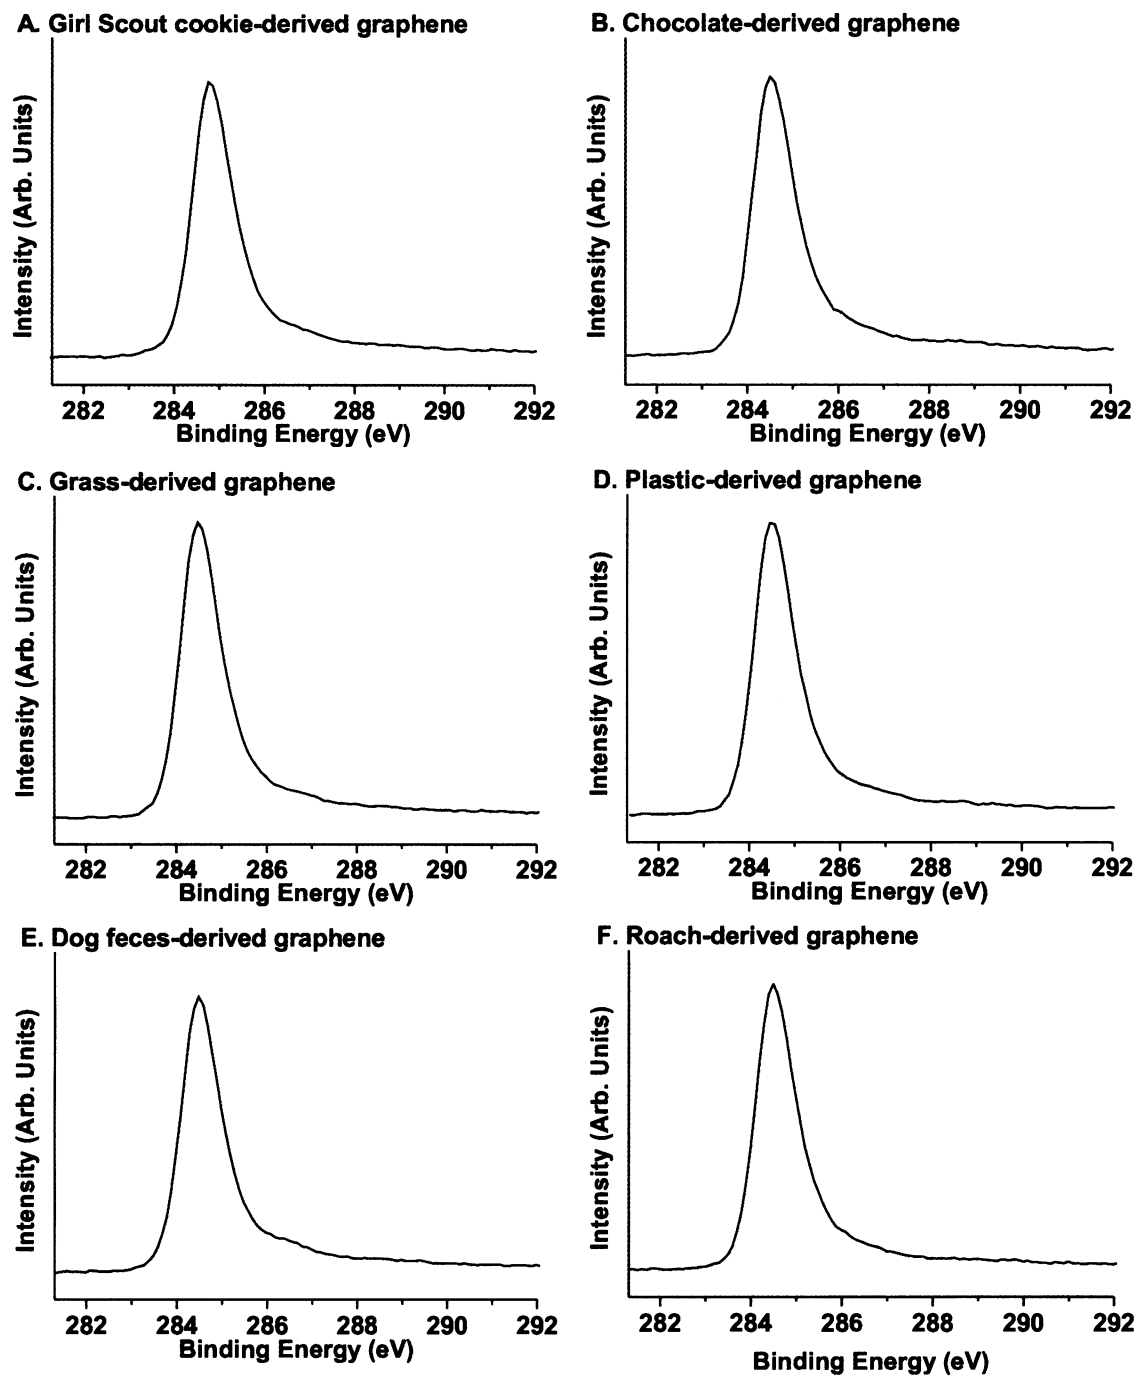 A. Girl Scout cookie-derived graphene
Intensity (Arb. Units)
282 284 286 288 290 292
Binding Energy (eV)
B. Chocolate-derived graphene
Intensity (Arb. Units)
282 284 286 288 290 292
Binding Energy (eV)
C. Grass-derived graphene
Intensity (Arb. Units)
282 284 286 288 290 292
Binding Energy (eV)
D. Plastic-derived graphene
Intensity (Arb. Units)
282 284 286 288 290 292
Binding Energy (eV)
E. Dog feces-derived graphene
Intensity (Arb. Units)
282 284 286 288 290 292
Binding Energy (eV)
F. Roach-derived graphene
Intensity (Arb. Units)
282 284 286 288 290 292
Binding Energy (eV)